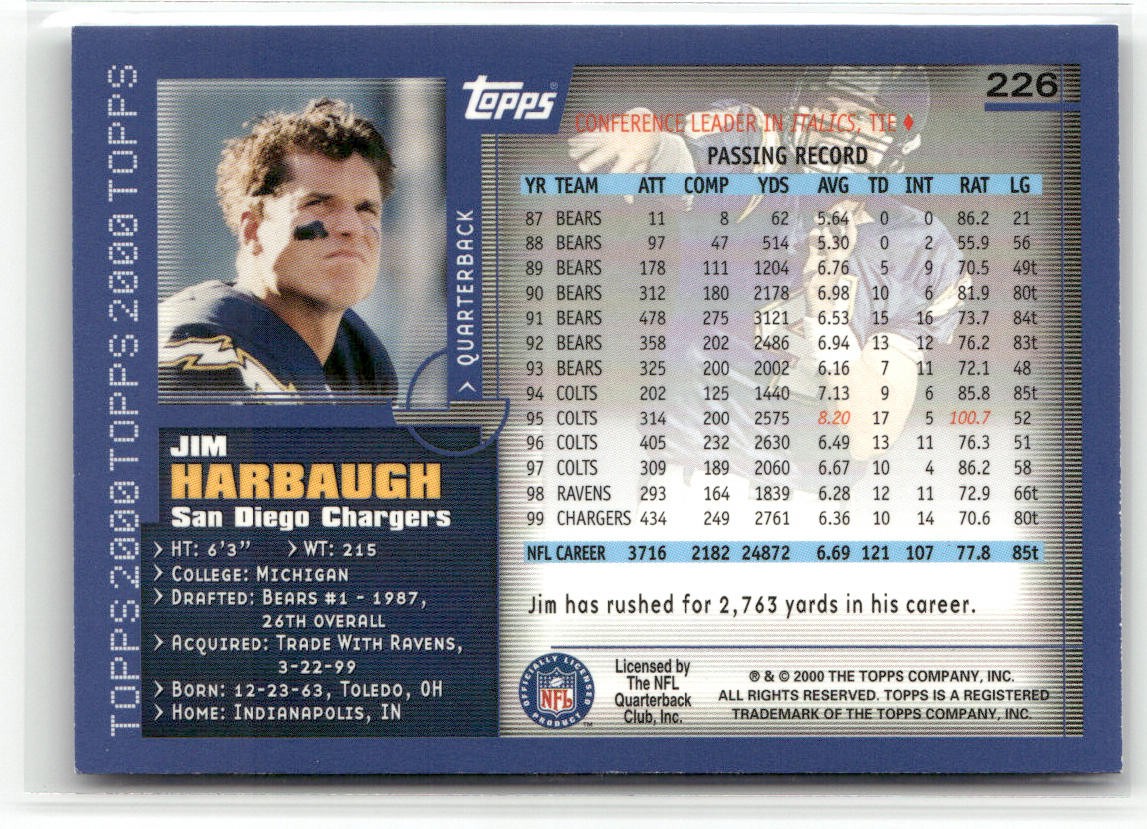 TOPPS2000 TOPPS2000 TOPPS2000 TOPPS
Topps®
226
CONFERENCE LEADER IN ITALICS, TIE ♦
PASSING RECORD
YR TEAM ATT COMP YDS AVG TD INT RAT LG
87 BEARS 11 8 62 5.64 0 0 86.2 21
88 BEARS 97 47 514 5.30 0 2 55.9 56
89 BEARS 178 111 1204 6.76 5 9 70.5 49t
90 BEARS 312 180 2178 6.98 10 6 81.9 80t
91 BEARS 478 275 3121 6.53 15 16 73.7 84t
92 BEARS 358 202 2486 6.94 13 12 76.2 83t
93 BEARS 325 200 2002 6.16 7 11 72.1 48
94 COLTS 202 125 1440 7.13 9 6 85.8 85t
95 COLTS 314 200 2575 8.20 17 5 100.7 52
96 COLTS 405 232 2630 6.49 13 11 76.3 51
97 COLTS 309 189 2060 6.67 10 4 86.2 58
98 RAVENS 293 164 1839 6.28 12 11 72.9 66t
99 CHARGERS 434 249 2761 6.36 10 14 70.6 80t
NFL CAREER 3716 2182 24872 6.69 121 107 77.8 85t
Jim has rushed for 2,763 yards in his career.
> QUARTERBACK
JIM
HARBAUGH
San Diego Chargers
> HT: 6'3" > WT: 215
> COLLEGE: MICHIGAN
> DRAFTED: BEARS #1 - 1987,
26TH OVERALL
> ACQUIRED: TRADE WITH RAVENS,
3-22-99
> BORN: 12-23-63, TOLEDO, OH
> HOME: INDIANAPOLIS, IN
OFFICIALLY LICENSED
NFL
PRODUCT
TM
Licensed by
The NFL
Quarterback
Club, Inc.
® & © 2000 THE TOPPS COMPANY, INC.
ALL RIGHTS RESERVED. TOPPS IS A REGISTERED
TRADEMARK OF THE TOPPS COMPANY, INC.